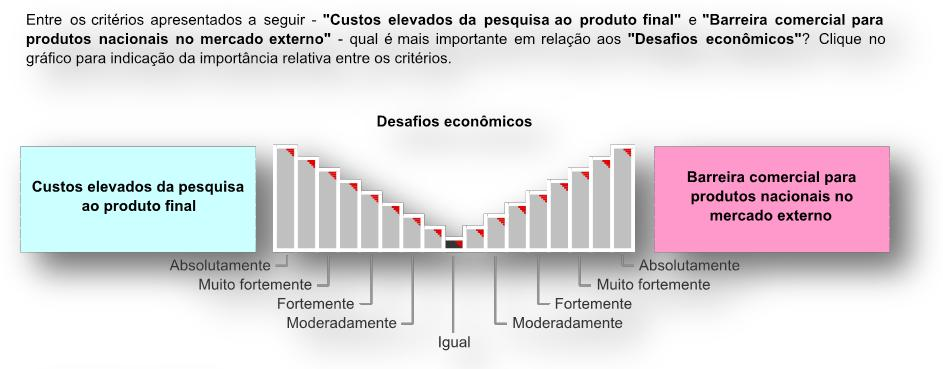 Entre os critérios apresentados a seguir - "Custos elevados da pesquisa ao produto final" e "Barreira comercial para
produtos nacionais no mercado externo" - qual é mais importante em relação aos "Desafios econômicos"? Clique no
gráfico para indicação da importância relativa entre os critérios.
Desafios econômicos
Custos elevados da pesquisa
ao produto final
Barreira comercial para
produtos nacionais no
mercado externo
Absolutamente
Absolutamente
Muito fortemente
Muito fortemente
Fortemente
Fortemente
Moderadamente
Moderadamente
Igual